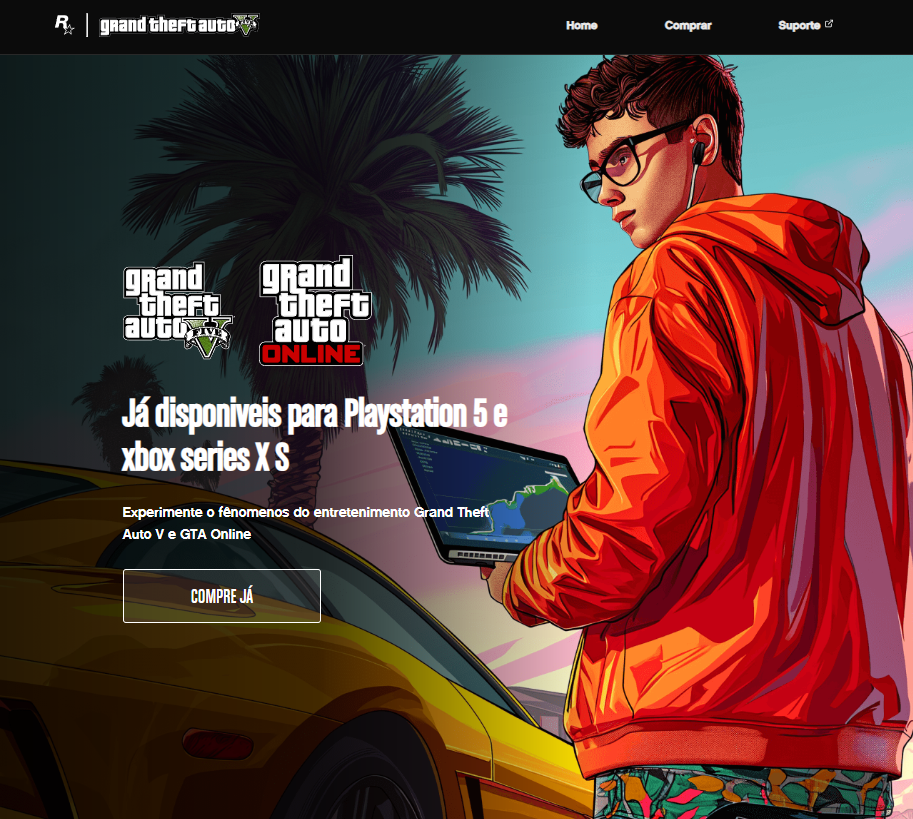 R
grand theft auto V
Home
Comprar
Suporte
grand
theft
auto
FIVE
V
grand
theft
auto
ONLINE
Já disponiveis para Playstation 5 e
xbox series X S
Experimente o fênomenos do entretenimento Grand Theft
Auto V e GTA Online
COMPRE JÁ